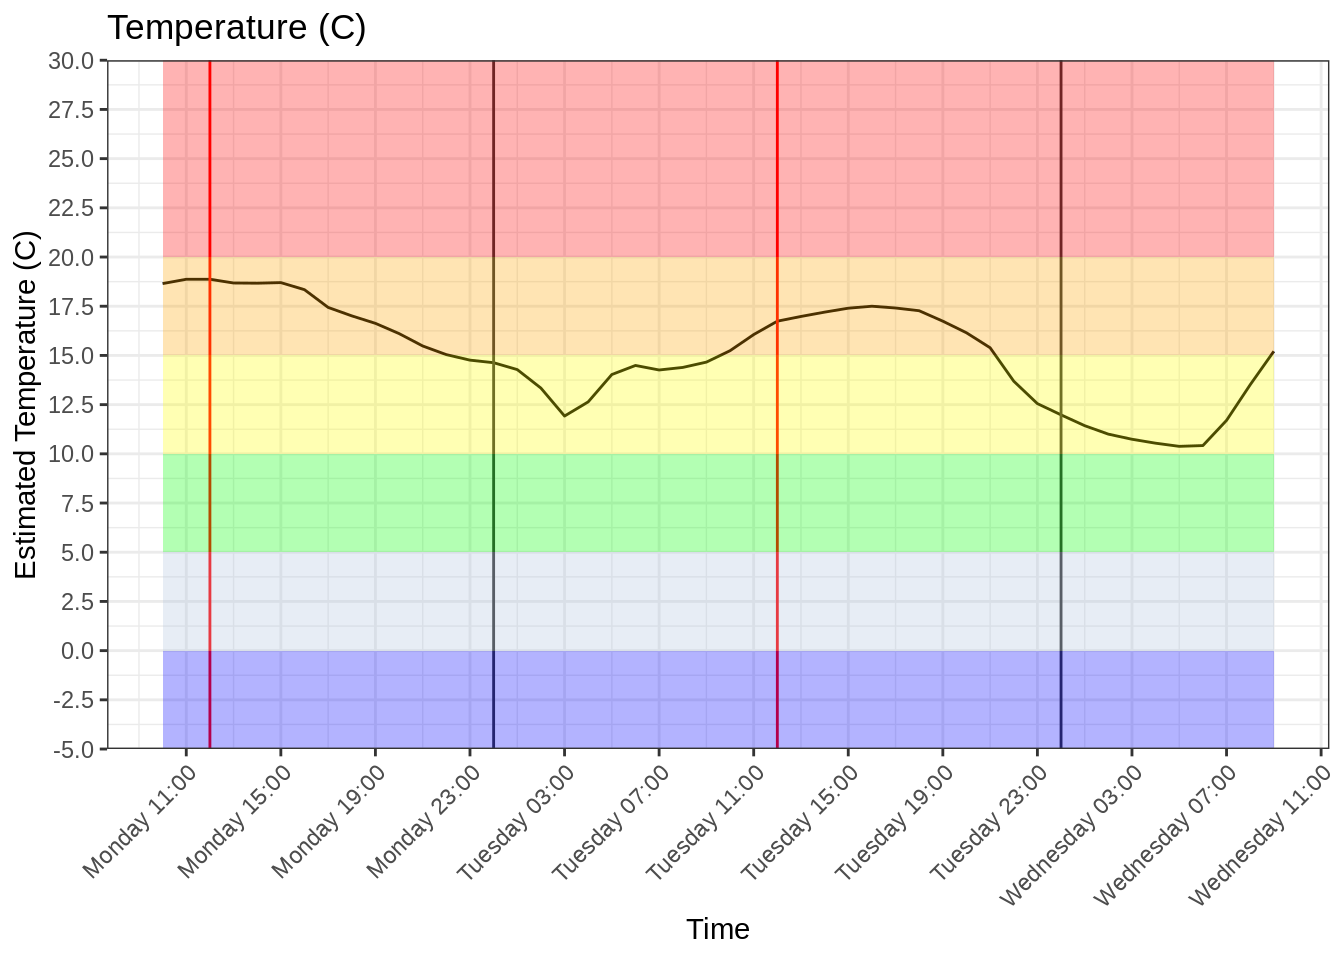 Temperature (C)
Estimated Temperature (C)
30.0
27.5
25.0
22.5
20.0
17.5
15.0
12.5
10.0
7.5
5.0
2.5
0.0
-2.5
-5.0
Monday 11:00
Monday 15:00
Monday 19:00
Monday 23:00
Tuesday 03:00
Tuesday 07:00
Tuesday 11:00
Tuesday 15:00
Tuesday 19:00
Tuesday 23:00
Wednesday 03:00
Wednesday 07:00
Wednesday 11:00
Time